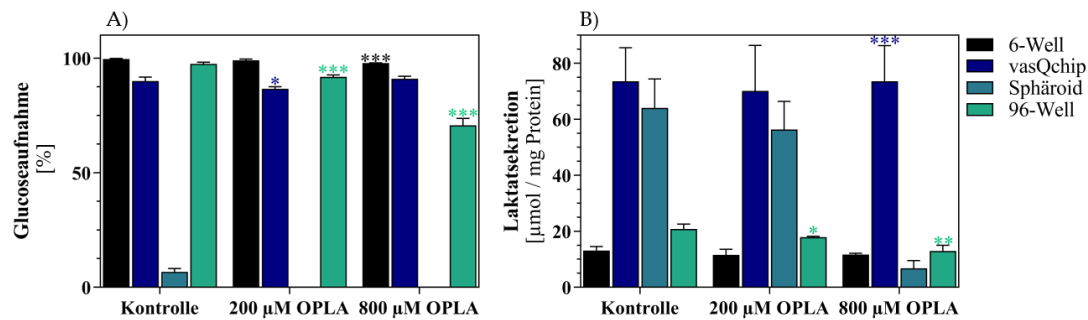 A)
Glucoseaufnahme
[%]
100
50
0
***
*
***
***
Kontrolle
200 µM OPLA
800 µM OPLA
B)
Laktatsekretion
[µmol / mg Protein]
80
60
40
20
0
***
*
**
Kontrolle
200 µM OPLA
800 µM OPLA
6-Well
vasQchip
Sphäroid
96-Well